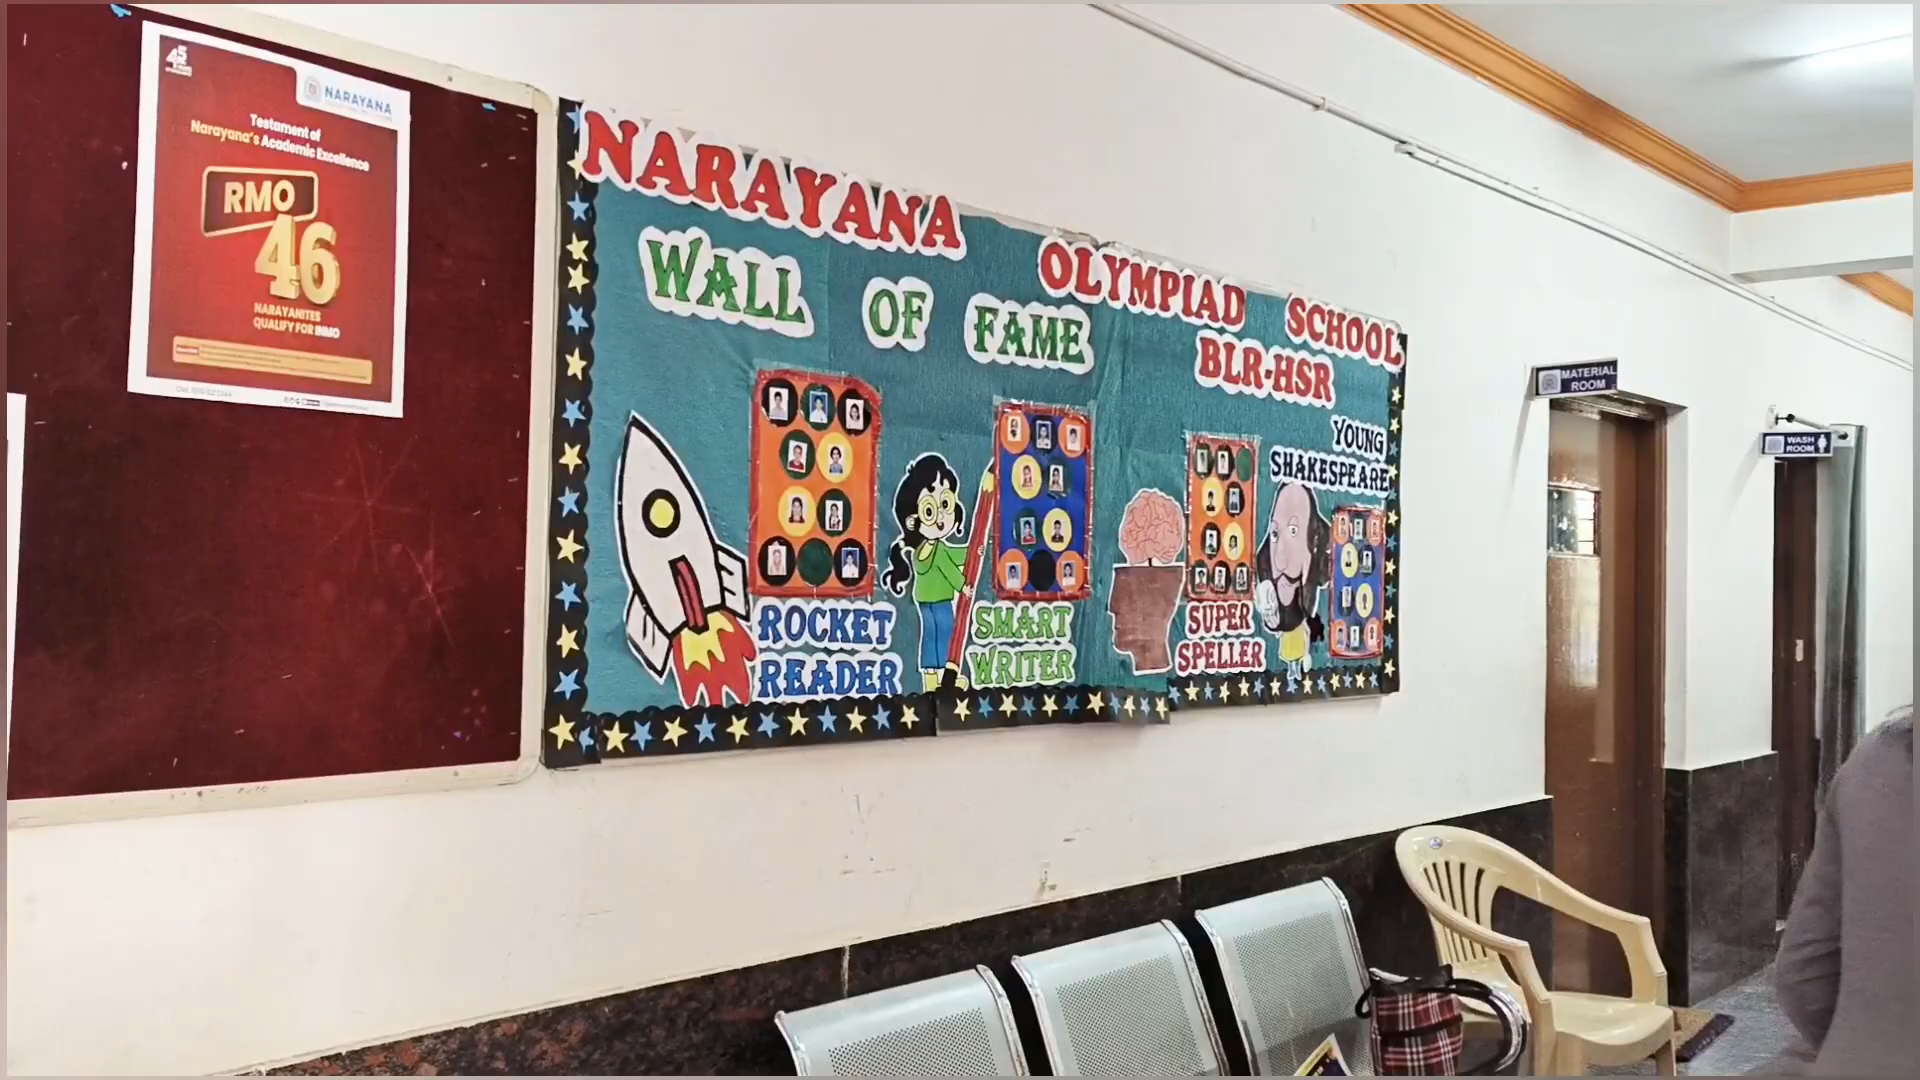 45
NARAYANA
Testament of
Narayana's Academic Excellence
RMO
46
NARAYANITES
QUALIFY FOR INMO
NARAYANA OLYMPIAD SCHOOL
WALL OF FAME BLR-HSR
YOUNG
SHAKESPEARE
ROCKET
READER
SMART
WRITER
SUPER
SPELLER
MATERIAL
ROOM
WASH
ROOM